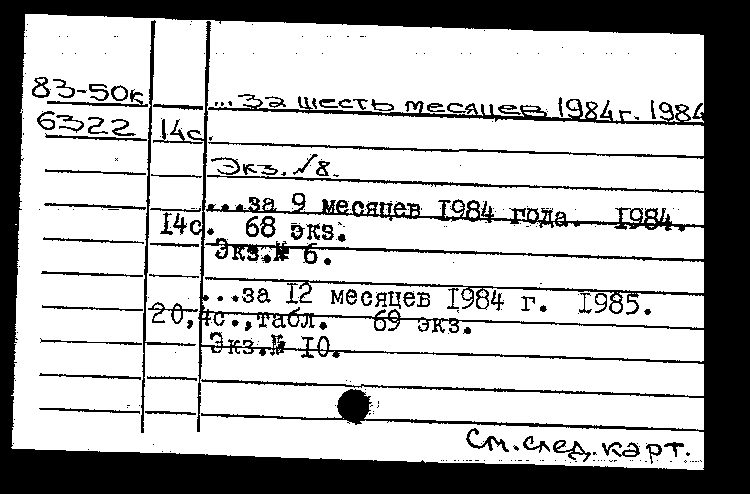 83-50к ...за шесть месяцев 1984г. 1984
6322 14с.
Экз. №8.
...за 9 месяцев 1984 года. 1984.
14с. 68 экз.
Экз.№ 6.
...за 12 месяцев 1984 г. 1985.
20,4с.,табл. 69 экз.
Экз.№ 10.
См.след.карт.